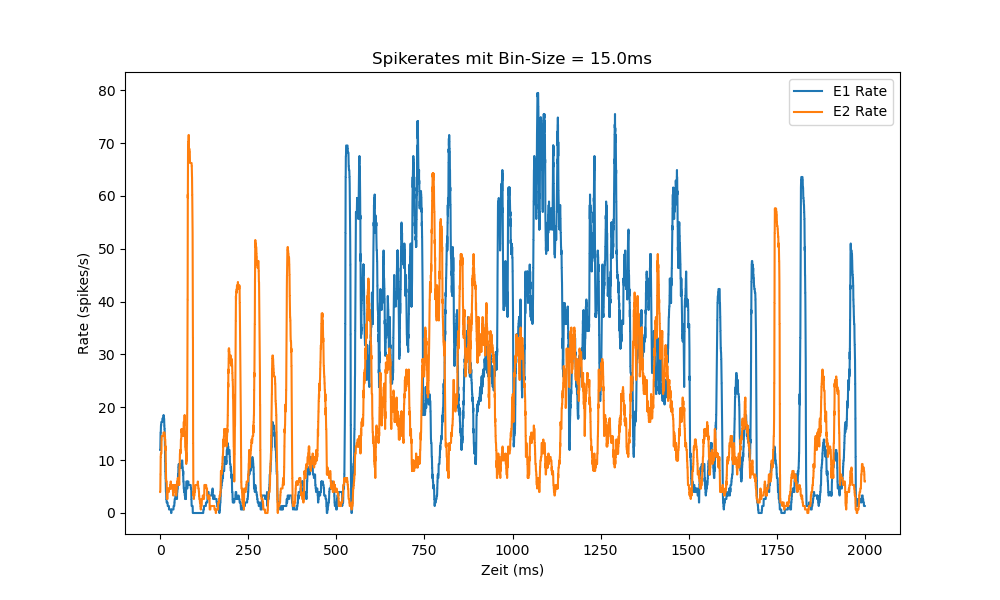 Spikerates mit Bin-Size = 15.0ms
E1 Rate
E2 Rate
Rate (spikes/s)
80
70
60
50
40
30
20
10
0
0 250 500 750 1000 1250 1500 1750 2000
Zeit (ms)